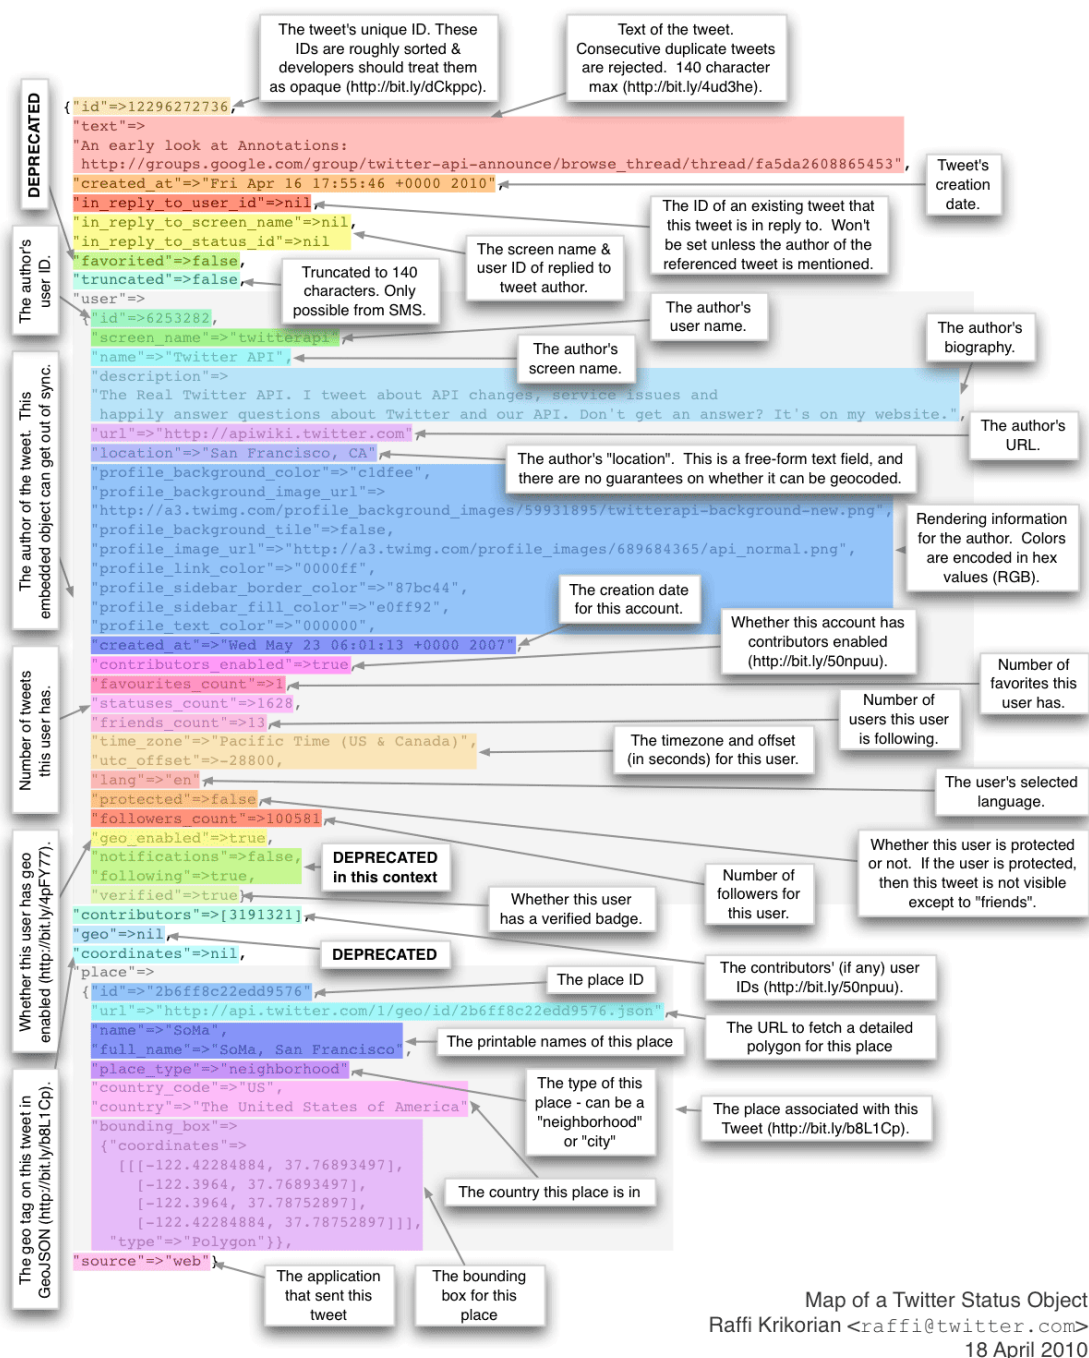 The tweet's unique ID. These
IDs are roughly sorted &
developers should treat them
as opaque (http://bit.ly/dCkppc).
Text of the tweet.
Consecutive duplicate tweets
are rejected. 140 character
max (http://bit.ly/4ud3he).
DEPRECATED
{"id"=>12296272736,
"text"=>
"An early look at Annotations:
http://groups.google.com/group/twitter-api-announce/browse_thread/thread/fa5da2608865453",
"created_at"=>"Fri Apr 16 17:55:46 +0000 2010",
Tweet's
creation
date.
"in_reply_to_user_id"=>nil,
"in_reply_to_screen_name"=>nil,
"in_reply_to_status_id"=>nil
The ID of an existing tweet that
this tweet is in reply to. Won't
be set unless the author of the
referenced tweet is mentioned.
The screen name &
user ID of replied to
tweet author.
"favorited"=>false,
"truncated"=>false,
Truncated to 140
characters. Only
possible from SMS.
The author's
user ID.
"user"=>
{"id"=>6253282,
"screen_name"=>"twitterapi",
The author's
user name.
"name"=>"Twitter API",
The author's
screen name.
The author's
biography.
"description"=>
"The Real Twitter API. I tweet about API changes, service issues and
happily answer questions about Twitter and our API. Don't get an answer? It's on my website.",
"url"=>"http://apiwiki.twitter.com",
The author's
URL.
"location"=>"San Francisco, CA",
The author's "location". This is a free-form text field, and
there are no guarantees on whether it can be geocoded.
The author of the tweet. This
embedded object can get out of sync.
"profile_background_color"=>"c1dfee",
"profile_background_image_url"=>
"http://a3.twimg.com/profile_background_images/59931895/twitterapi-background-new.png",
"profile_background_tile"=>false,
"profile_image_url"=>"http://a3.twimg.com/profile_images/689684365/api_normal.png",
"profile_link_color"=>"0000ff",
"profile_sidebar_border_color"=>"87bc44",
"profile_sidebar_fill_color"=>"e0ff92",
"profile_text_color"=>"000000",
Rendering information
for the author. Colors
are encoded in hex
values (RGB).
The creation date
for this account.
"created_at"=>"Wed May 23 06:01:13 +0000 2007",
"contributors_enabled"=>true,
Whether this account has
contributors enabled
(http://bit.ly/50npuu).
"favourites_count"=>1,
Number of
favorites this
user has.
Number of tweets
this user has.
"statuses_count"=>1628,
"friends_count"=>13,
Number of
users this user
is following.
"time_zone"=>"Pacific Time (US & Canada)",
"utc_offset"=>-28800,
The timezone and offset
(in seconds) for this user.
"lang"=>"en",
The user's selected
language.
"protected"=>false,
Whether this user is protected
or not. If the user is protected,
then this tweet is not visible
except to "friends".
"followers_count"=>100581,
Number of
followers for
this user.
Whether this user has geo
enabled (http://bit.ly/4pFY77).
"geo_enabled"=>true,
"notifications"=>false,
"following"=>true,
DEPRECATED
in this context
"verified"=>true}
Whether this user
has a verified badge.
"contributors"=>[3191321],
The contributors' (if any) user
IDs (http://bit.ly/50npuu).
"geo"=>nil,
DEPRECATED
"coordinates"=>nil,
The geo tag on this tweet in
GeoJSON (http://bit.ly/b8L1Cp).
"place"=>
{"id"=>"2b6ff8c22edd9576",
The place ID
"url"=>"http://api.twitter.com/1/geo/id/2b6ff8c22edd9576.json",
The URL to fetch a detailed
polygon for this place
"name"=>"SoMa",
"full_name"=>"SoMa, San Francisco",
The printable names of this place
"place_type"=>"neighborhood",
The type of this
place - can be a
"neighborhood"
or "city"
"country_code"=>"US",
"country"=>"The United States of America",
The country this place is in
The place associated with this
Tweet (http://bit.ly/b8L1Cp).
"bounding_box"=>
{"coordinates"=>
[[[-122.42284884, 37.76893497],
[-122.3964, 37.76893497],
[-122.3964, 37.78752897],
[-122.42284884, 37.78752897]]],
"type"=>"Polygon"}},
The bounding
box for this
place
"source"=>"web"}
The application
that sent this
tweet
Map of a Twitter Status Object
Raffi Krikorian <raffi@twitter.com>
18 April 2010